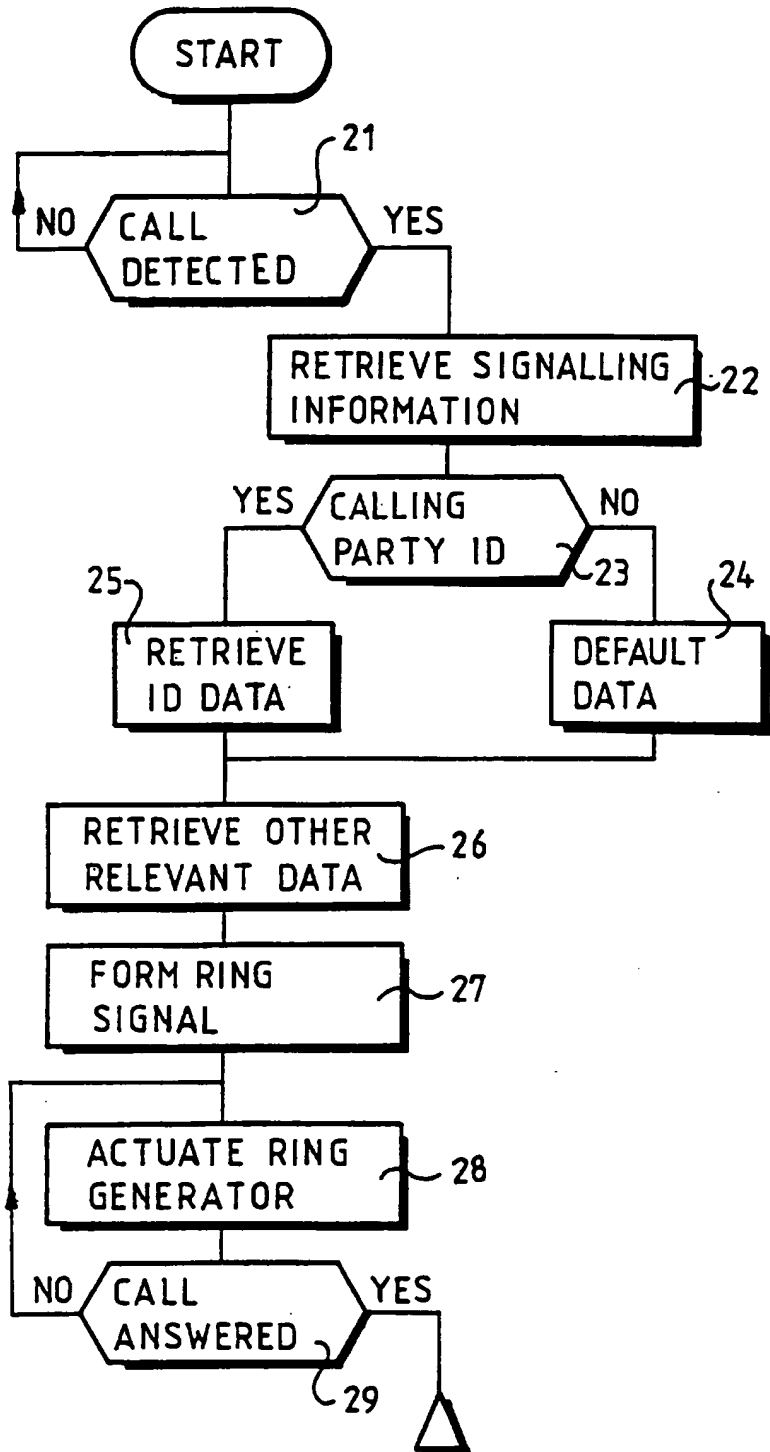 START
21
NO
CALL
DETECTED
YES
RETRIEVE SIGNALLING
INFORMATION
22
YES
CALLING
PARTY ID
NO
23
25
RETRIEVE
ID DATA
24
DEFAULT
DATA
RETRIEVE OTHER
RELEVANT DATA
26
FORM RING
SIGNAL
27
ACTUATE RING
GENERATOR
28
NO
CALL
ANSWERED
YES
29